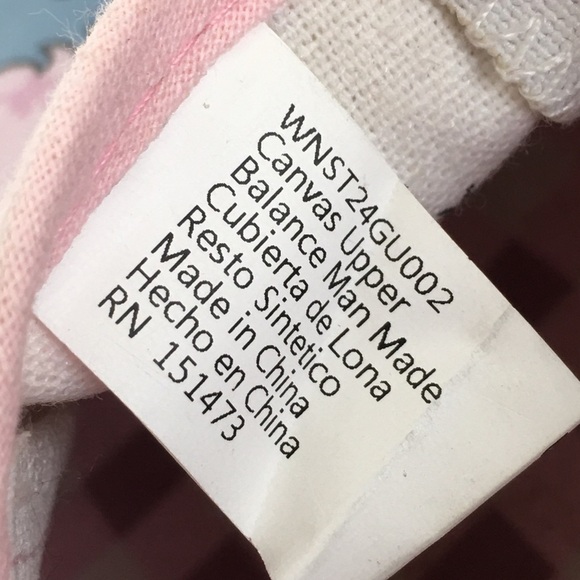 WNST24GU002
Canvas Upper
Balance Man Made
Cubierta de Lona
Resto Sintetico
Made in China
Hecho en China
RN 151473